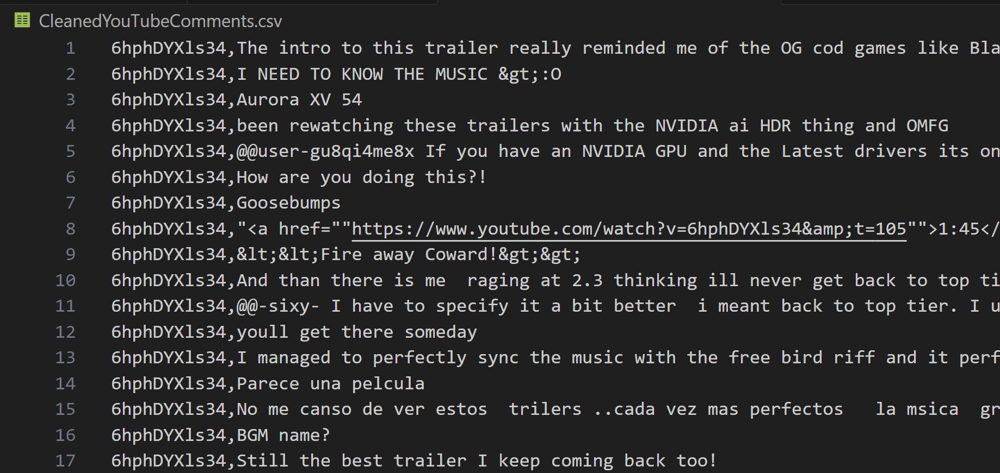 CleanedYouTubeComments.csv
1 6hphDYXls34,The intro to this trailer really reminded me of the OG cod games like Bla
2 6hphDYXls34,I NEED TO KNOW THE MUSIC &gt;:O
3 6hphDYXls34,Aurora XV 54
4 6hphDYXls34,been rewatching these trailers with the NVIDIA ai HDR thing and OMFG
5 6hphDYXls34,@@user-gu8qi4me8x If you have an NVIDIA GPU and the Latest drivers its on
6 6hphDYXls34,How are you doing this?!
7 6hphDYXls34,Goosebumps
8 6hphDYXls34,"<a href=""https://www.youtube.com/watch?v=6hphDYXls34&amp;t=105"">1:45</
9 6hphDYXls34,&lt;&lt;Fire away Coward!&gt;&gt;
10 6hphDYXls34,And than there is me  raging at 2.3 thinking ill never get back to top ti
11 6hphDYXls34,@@-sixy- I have to specify it a bit better  i meant back to top tier. I u
12 6hphDYXls34,youll get there someday
13 6hphDYXls34,I managed to perfectly sync the music with the free bird riff and it perf
14 6hphDYXls34,Parece una pelcula
15 6hphDYXls34,No me canso de ver estos  trilers ..cada vez mas perfectos   la msica  gr
16 6hphDYXls34,BGM name?
17 6hphDYXls34,Still the best trailer I keep coming back too!